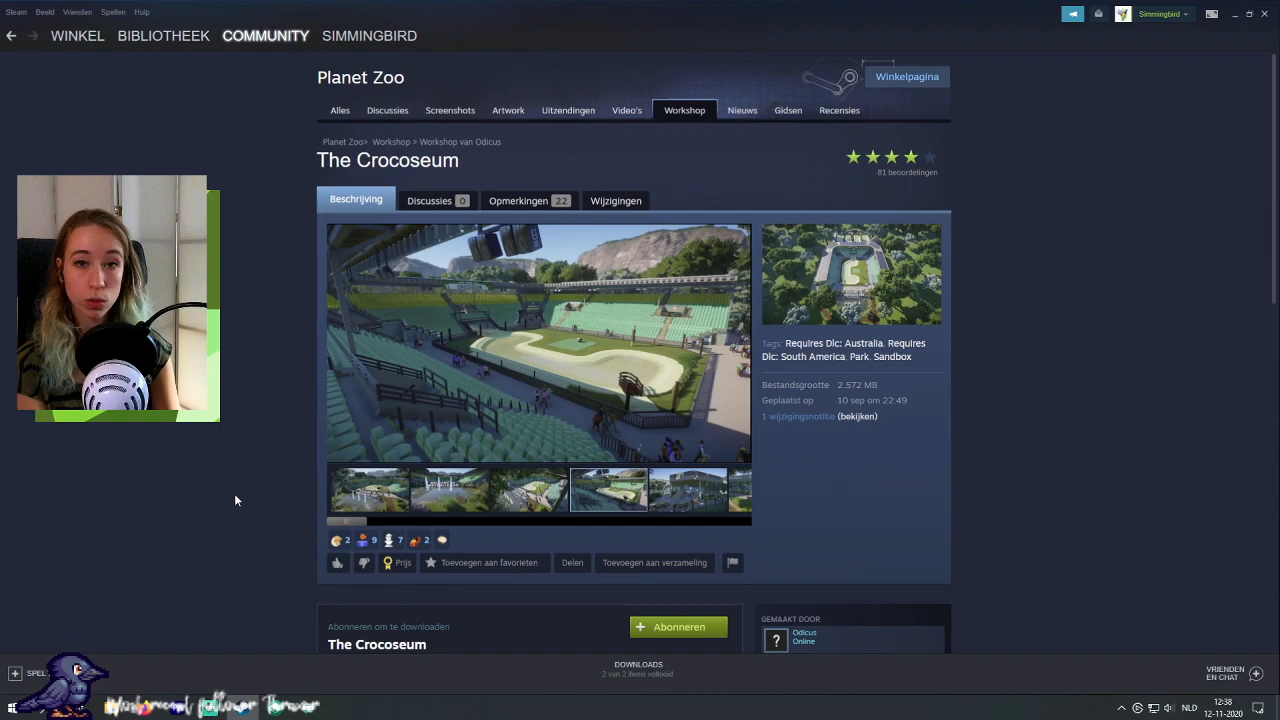 Steam Beeld Vrienden Spellen Hulp
Simmingbird
WINKEL BIBLIOTHEEK COMMUNITY SIMMINGBIRD
Planet Zoo
Winkelpagina
Alles Discussies Screenshots Artwork Uitzendingen Video's Workshop Nieuws Gidsen Recensies
Planet Zoo> Workshop > Workshop van Odicus
The Crocoseum
81 beoordelingen
Beschrijving Discussies 0 Opmerkingen 22 Wijzigingen
Tags: Requires Dlc: Australia, Requires
Dlc: South America, Park, Sandbox
Bestandsgrootte 2.572 MB
Geplaatst op 10 sep om 22:49
1 wijzigingsnotitie (bekijken)
2 9 7 2
Prijs Toevoegen aan favorieten Delen Toevoegen aan verzameling
Abonneren om te downloaden
The Crocoseum
+ Abonneren
GEMAAKT DOOR
?
Odicus
Online
+ SPEL
DOWNLOADS
2 van 2 items voltooid
VRIENDEN
EN CHAT +
NLD
12:38
12-11-2020